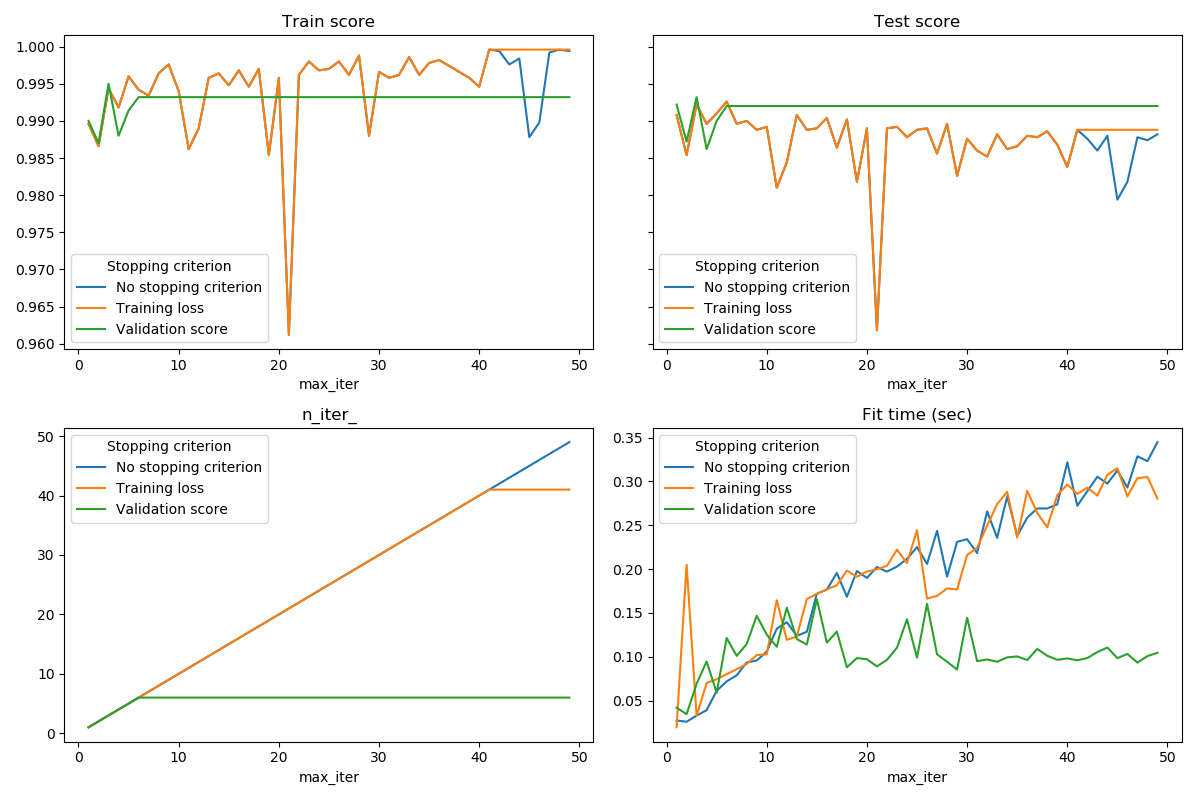 Train score
1.000
0.995
0.990
0.985
0.980
0.975
0.970
0.965
0.960
Stopping criterion
No stopping criterion
Training loss
Validation score
0 10 20 30 40 50
max_iter
Test score
Stopping criterion
No stopping criterion
Training loss
Validation score
0 10 20 30 40 50
max_iter
n_iter_
50
40
30
20
10
0
Stopping criterion
No stopping criterion
Training loss
Validation score
0 10 20 30 40 50
max_iter
Fit time (sec)
0.35
0.30
0.25
0.20
0.15
0.10
0.05
Stopping criterion
No stopping criterion
Training loss
Validation score
0 10 20 30 40 50
max_iter